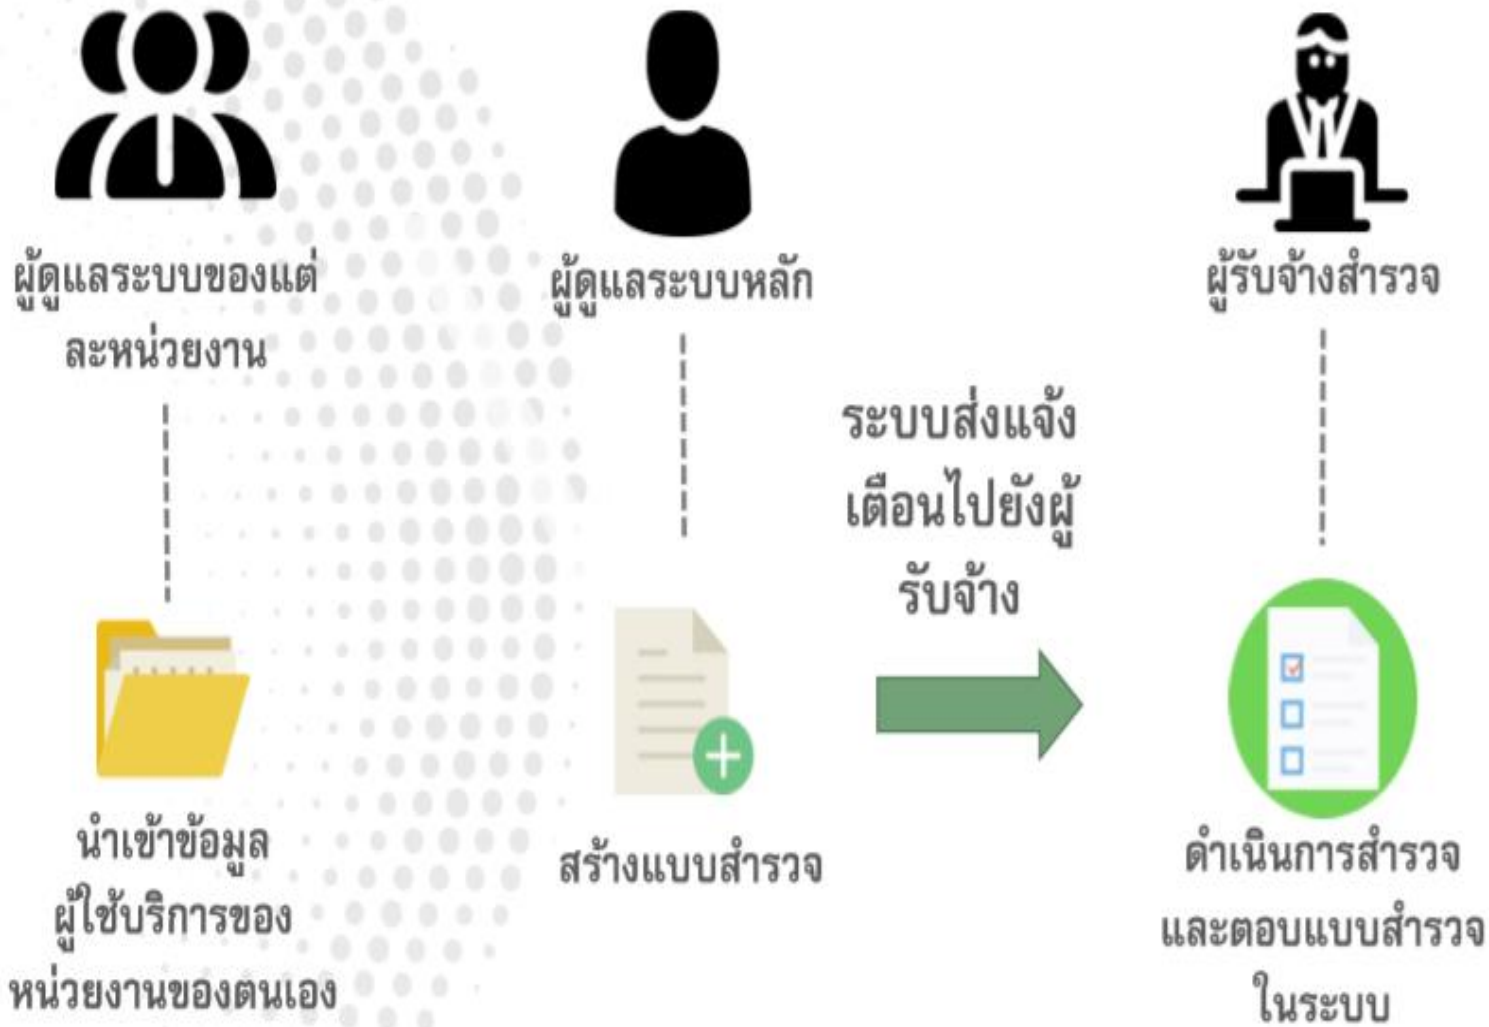 ผู้ดูแลระบบของแต่
ละหน่วยงาน
นำเข้าข้อมูล
ผู้ใช้บริการของ
หน่วยงานของตนเอง
ผู้ดูแลระบบหลัก
สร้างแบบสำรวจ
ระบบส่งแจ้ง
เตือนไปยังผู้
รับจ้าง
ผู้รับจ้างสำรวจ
ดำเนินการสำรวจ
และตอบแบบสำรวจ
ในระบบ